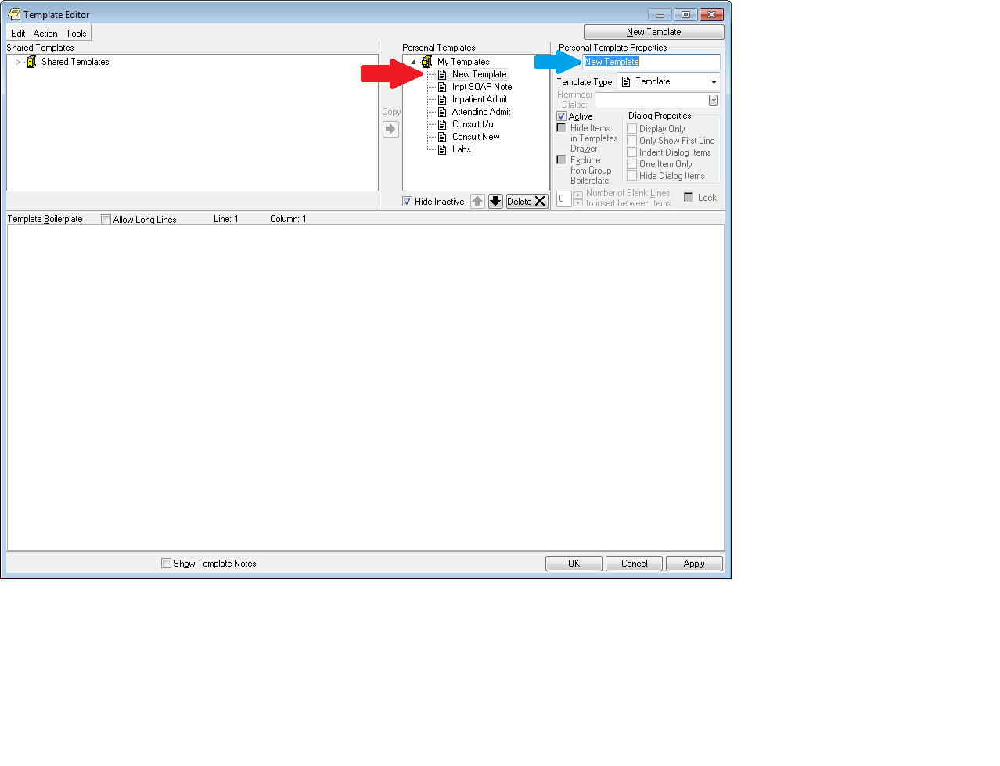 Template Editor
Edit Action Tools
New Template
Shared Templates
Shared Templates
Copy
Personal Templates
My Templates
New Template
Inpt SOAP Note
Inpatient Admit
Attending Admit
Consult f/u
Consult New
Labs
Hide Inactive
Delete
Personal Template Properties
New Template
Template Type: Template
Reminder
Dialog:
Active
Hide Items
in Templates
Drawer
Exclude
from Group
Boilerplate
Dialog Properties
Display Only
Only Show First Line
Indent Dialog Items
One Item Only
Hide Dialog Items
0 Number of Blank Lines
to insert between items
Lock
Template Boilerplate Allow Long Lines Line: 1 Column: 1
Show Template Notes
OK Cancel Apply